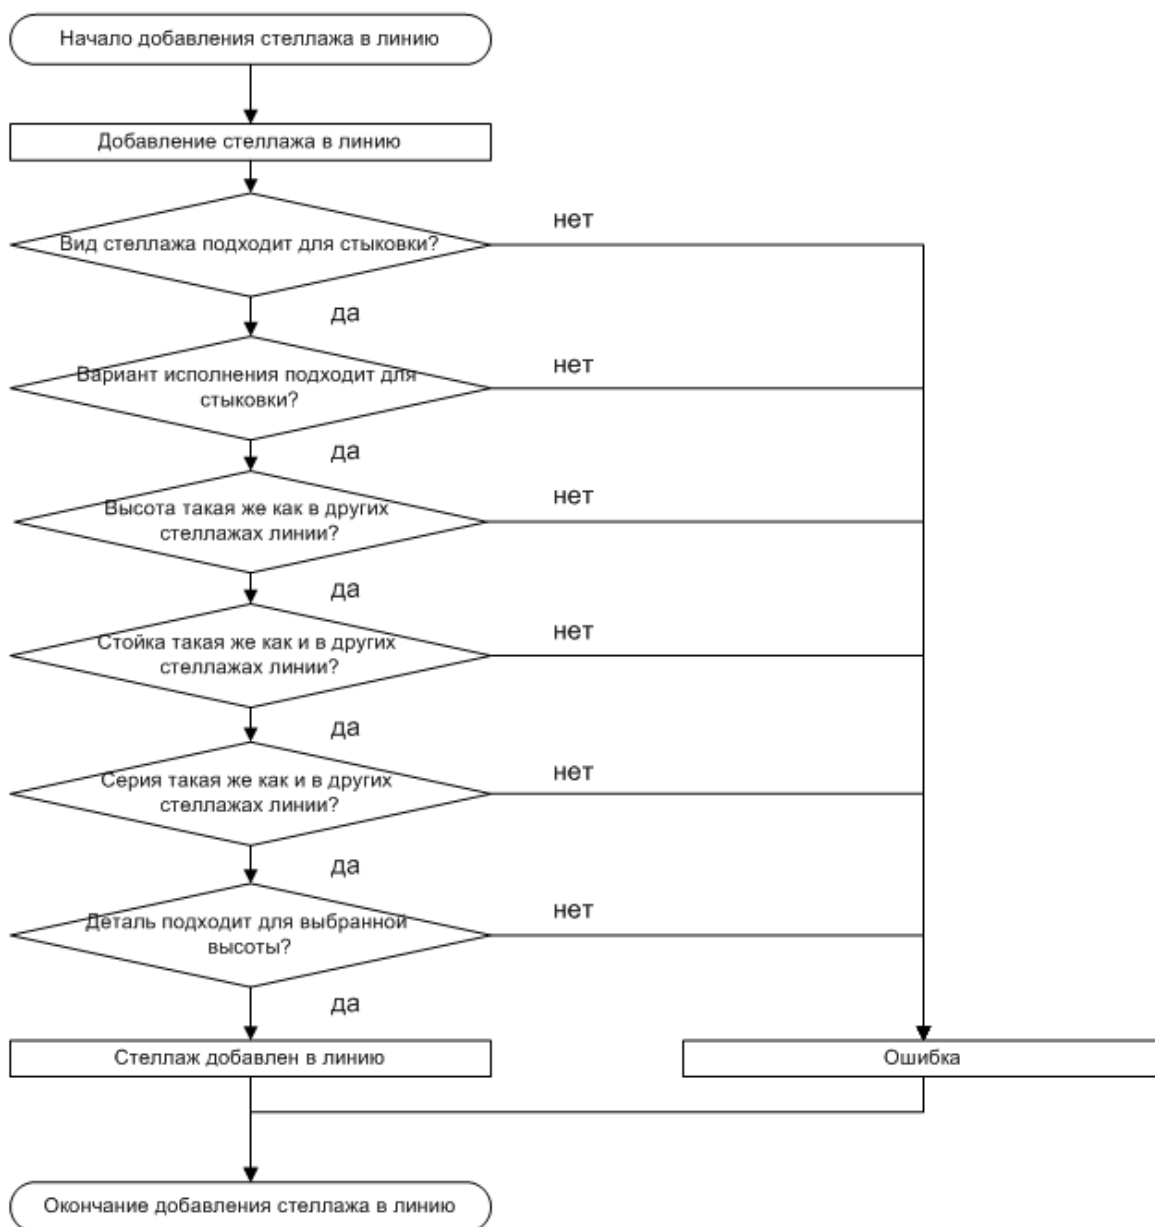 Начало добавления стеллажа в линию
Добавление стеллажа в линию
нет
Вид стеллажа подходит для стыковки?
да
нет
Вариант исполнения подходит для
стыковки?
да
нет
Высота такая же как в других
стеллажах линии?
да
нет
Стойка такая же как и в других
стеллажах линии?
да
нет
Серия такая же как и в других
стеллажах линии?
да
нет
Деталь подходит для выбранной
высоты?
да
Стеллаж добавлен в линию
Ошибка
Окончание добавления стеллажа в линию